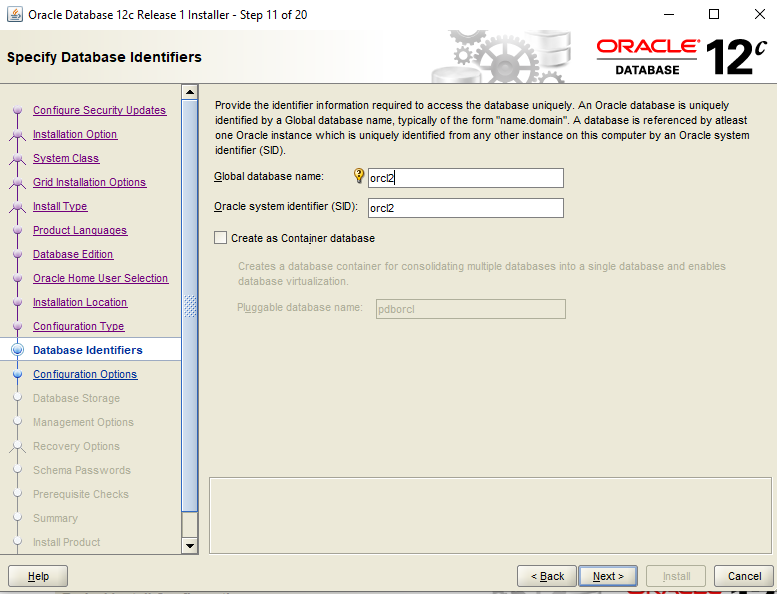 Oracle Database 12c Release 1 Installer - Step 11 of 20
Specify Database Identifiers
ORACLE
DATABASE
12c
Configure Security Updates
Installation Option
System Class
Grid Installation Options
Install Type
Product Languages
Database Edition
Oracle Home User Selection
Installation Location
Configuration Type
Database Identifiers
Configuration Options
Database Storage
Management Options
Recovery Options
Schema Passwords
Prerequisite Checks
Summary
Install Product
Provide the identifier information required to access the database uniquely. An Oracle database is uniquely
identified by a Global database name, typically of the form "name.domain". A database is referenced by atleast
one Oracle instance which is uniquely identified from any other instance on this computer by an Oracle system
identifier (SID).
Global database name: orcl2
Oracle system identifier (SID): orcl2
Create as Container database
Creates a database container for consolidating multiple databases into a single database and enables
database virtualization.
Pluggable database name: pdborcl
Help
< Back
Next >
Install
Cancel